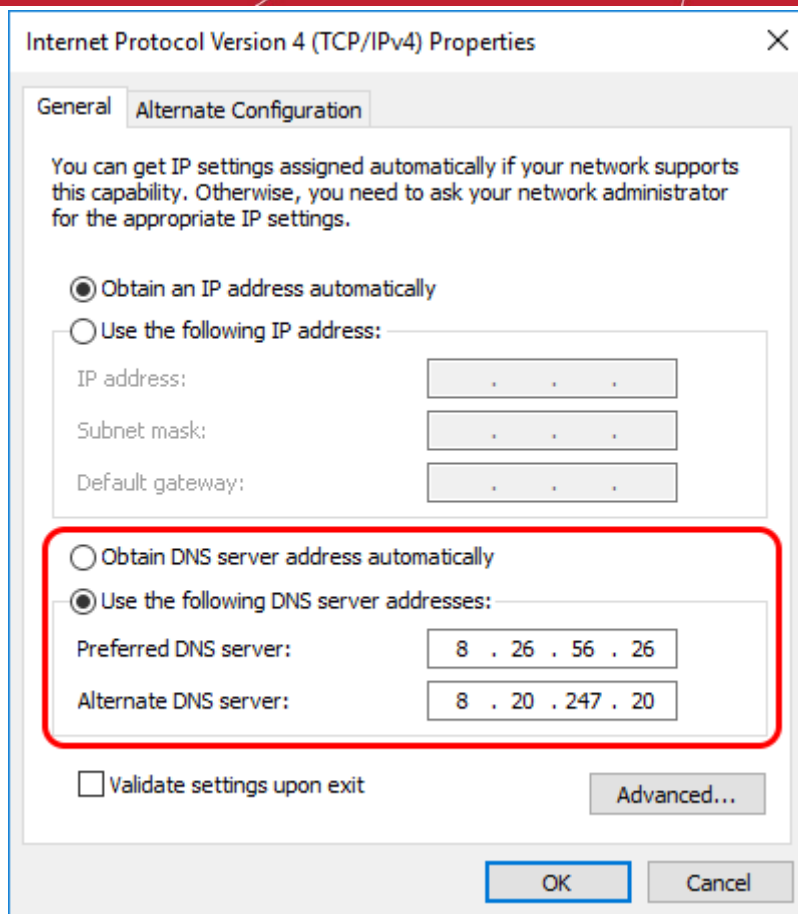 Internet Protocol Version 4 (TCP/IPv4) Properties
General
Alternate Configuration
You can get IP settings assigned automatically if your network supports
this capability. Otherwise, you need to ask your network administrator
for the appropriate IP settings.
Obtain an IP address automatically
Use the following IP address:
IP address: . . .
Subnet mask: . . .
Default gateway: . . .
Obtain DNS server address automatically
Use the following DNS server addresses:
Preferred DNS server: 8 . 26 . 56 . 26
Alternate DNS server: 8 . 20 . 247 . 20
Validate settings upon exit
Advanced...
OK
Cancel